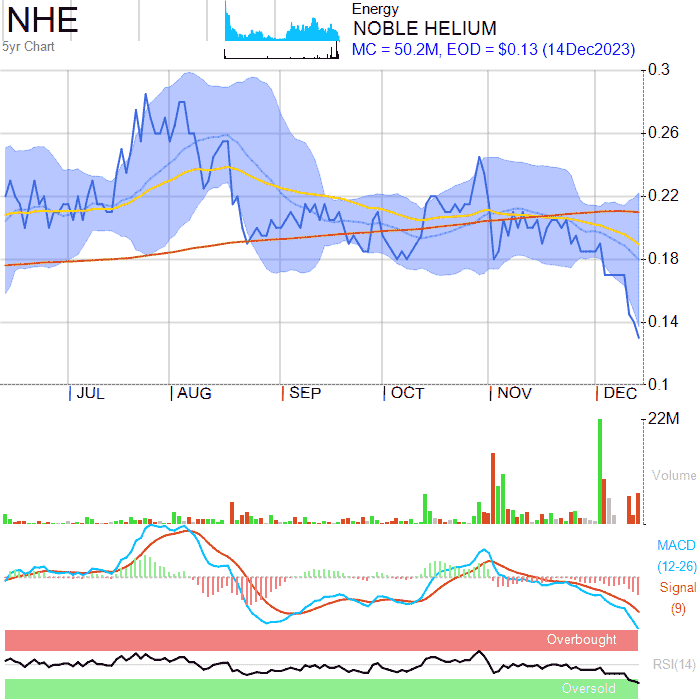 NHE
5yr Chart
Energy
NOBLE HELIUM
MC = 50.2M, EOD = $0.13 (14Dec2023)
0.3
0.26
0.22
0.18
0.14
0.1
JUL AUG SEP OCT NOV DEC
22M
Volume
MACD
(12-26)
Signal
(9)
Overbought
RSI(14)
Oversold